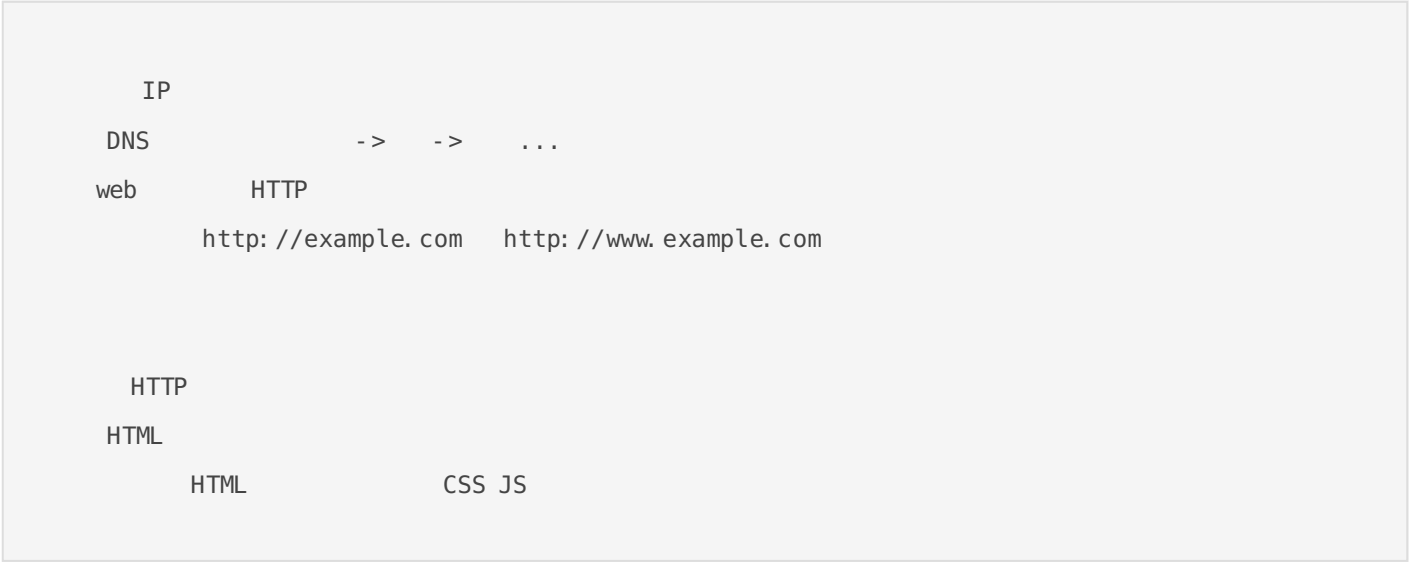 IP
DNS -> -> ...
web HTTP
http://example.com http://www.example.com
HTTP
HTML
HTML CSS JS